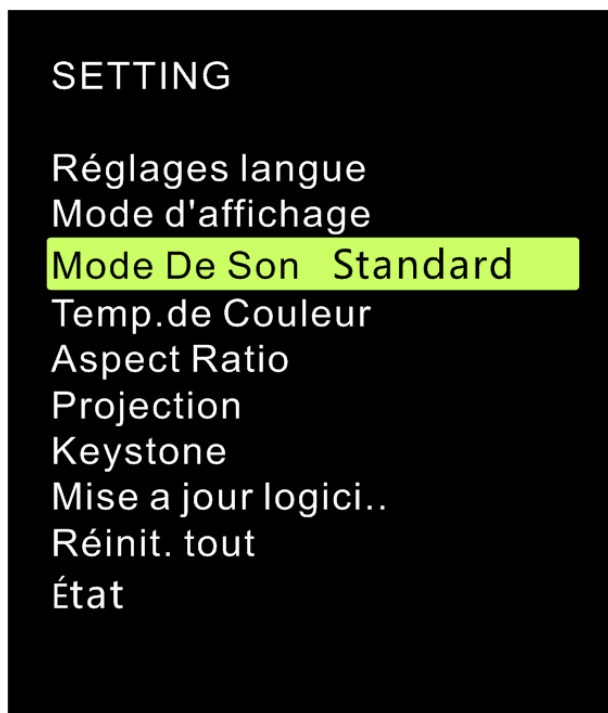 SETTING
Réglages langue
Mode d'affichage
Mode De Son Standard
Temp.de Couleur
Aspect Ratio
Projection
Keystone
Mise a jour logici..
Réinit. tout
État